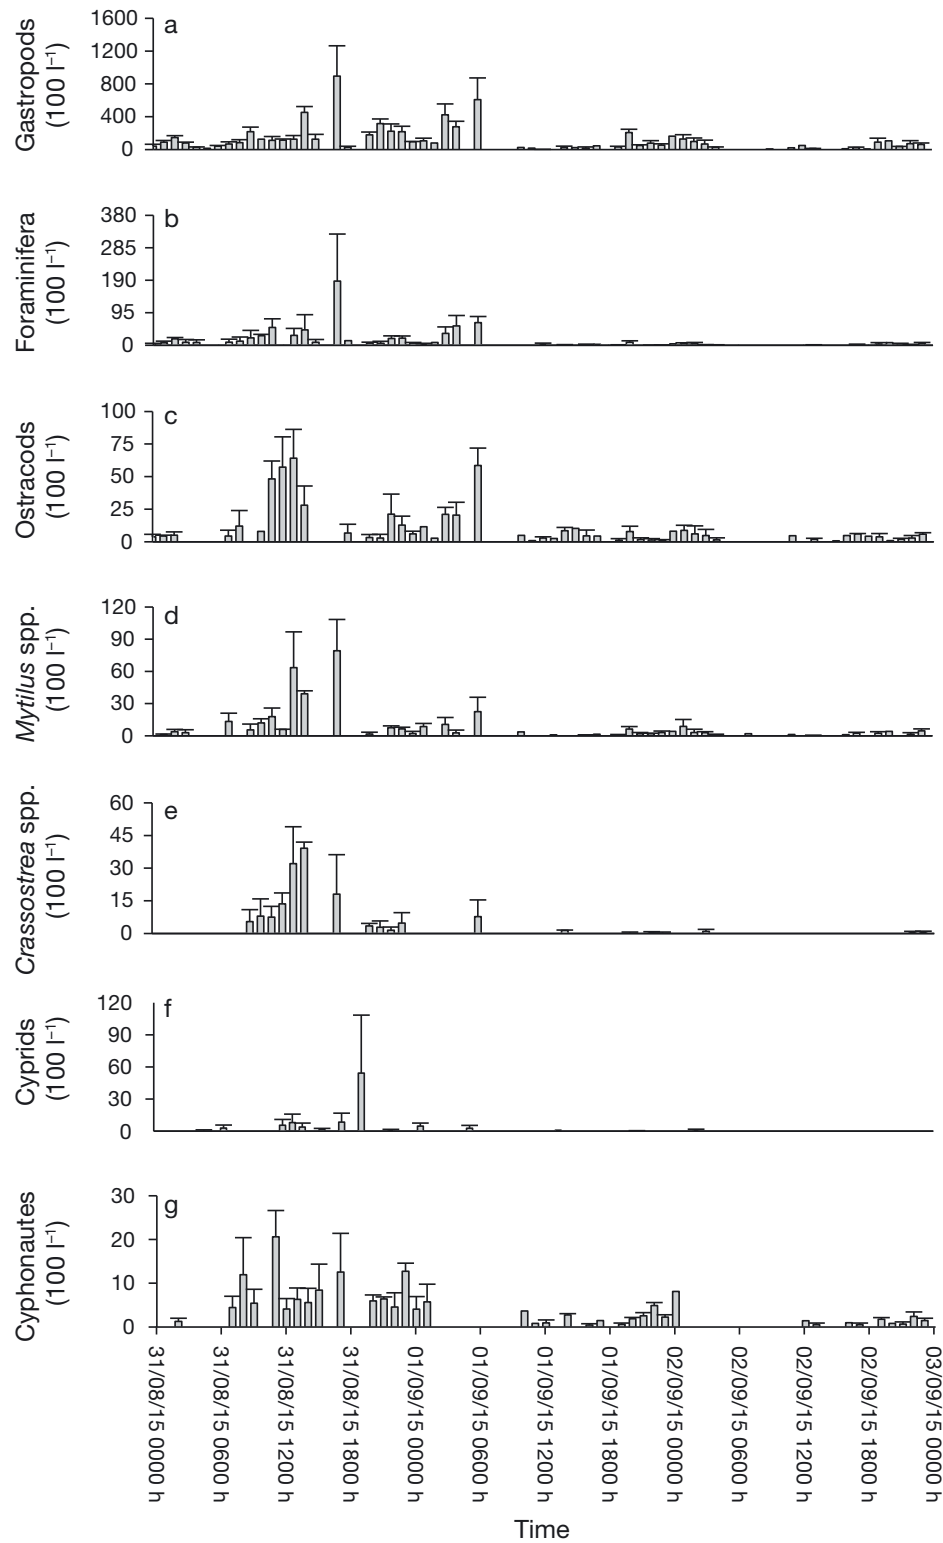 a
Gastropods
(100 l⁻¹)
1600
1200
800
400
0
b
Foraminifera
(100 l⁻¹)
380
285
190
95
0
c
Ostracods
(100 l⁻¹)
100
75
50
25
0
d
Mytilus spp.
(100 l⁻¹)
120
90
60
30
0
e
Crassostrea spp.
(100 l⁻¹)
60
45
30
15
0
f
Cyprids
(100 l⁻¹)
120
90
60
30
0
g
Cyphonautes
(100 l⁻¹)
30
20
10
0
31/08/15 0000 h
31/08/15 0600 h
31/08/15 1200 h
31/08/15 1800 h
01/09/15 0000 h
01/09/15 0600 h
01/09/15 1200 h
01/09/15 1800 h
02/09/15 0000 h
02/09/15 0600 h
02/09/15 1200 h
02/09/15 1800 h
03/09/15 0000 h
Time